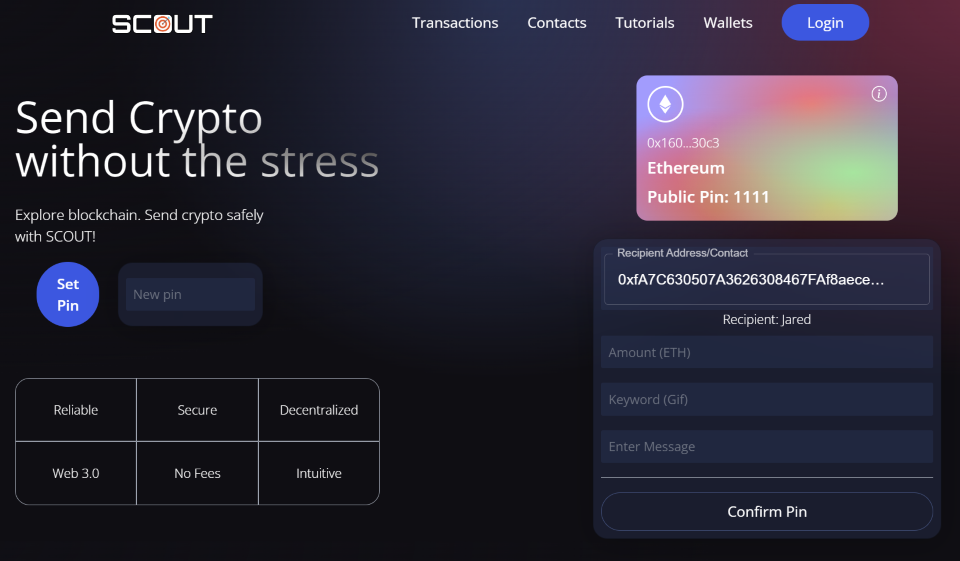 SCOUT
Transactions
Contacts
Tutorials
Wallets
Login
Send Crypto
without the stress
Explore blockchain. Send crypto safely
with SCOUT!
Set
Pin
New pin
Reliable
Secure
Decentralized
Web 3.0
No Fees
Intuitive
0x160...30c3
Ethereum
Public Pin: 1111
Recipient Address/Contact
0xfA7C630507A3626308467FAf8aece…
Recipient: Jared
Amount (ETH)
Keyword (Gif)
Enter Message
Confirm Pin